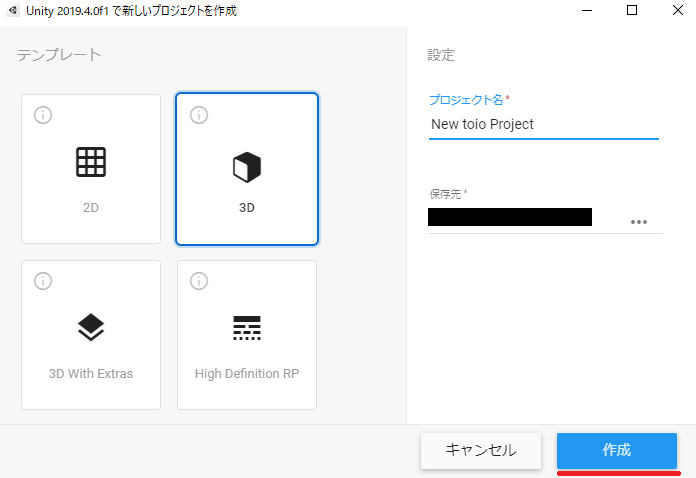 Unity 2019.4.0f1 で新しいプロジェクトを作成
テンプレート
2D
3D
3D With Extras
High Definition RP
設定
プロジェクト名*
New toio Project
保存先*
キャンセル
作成